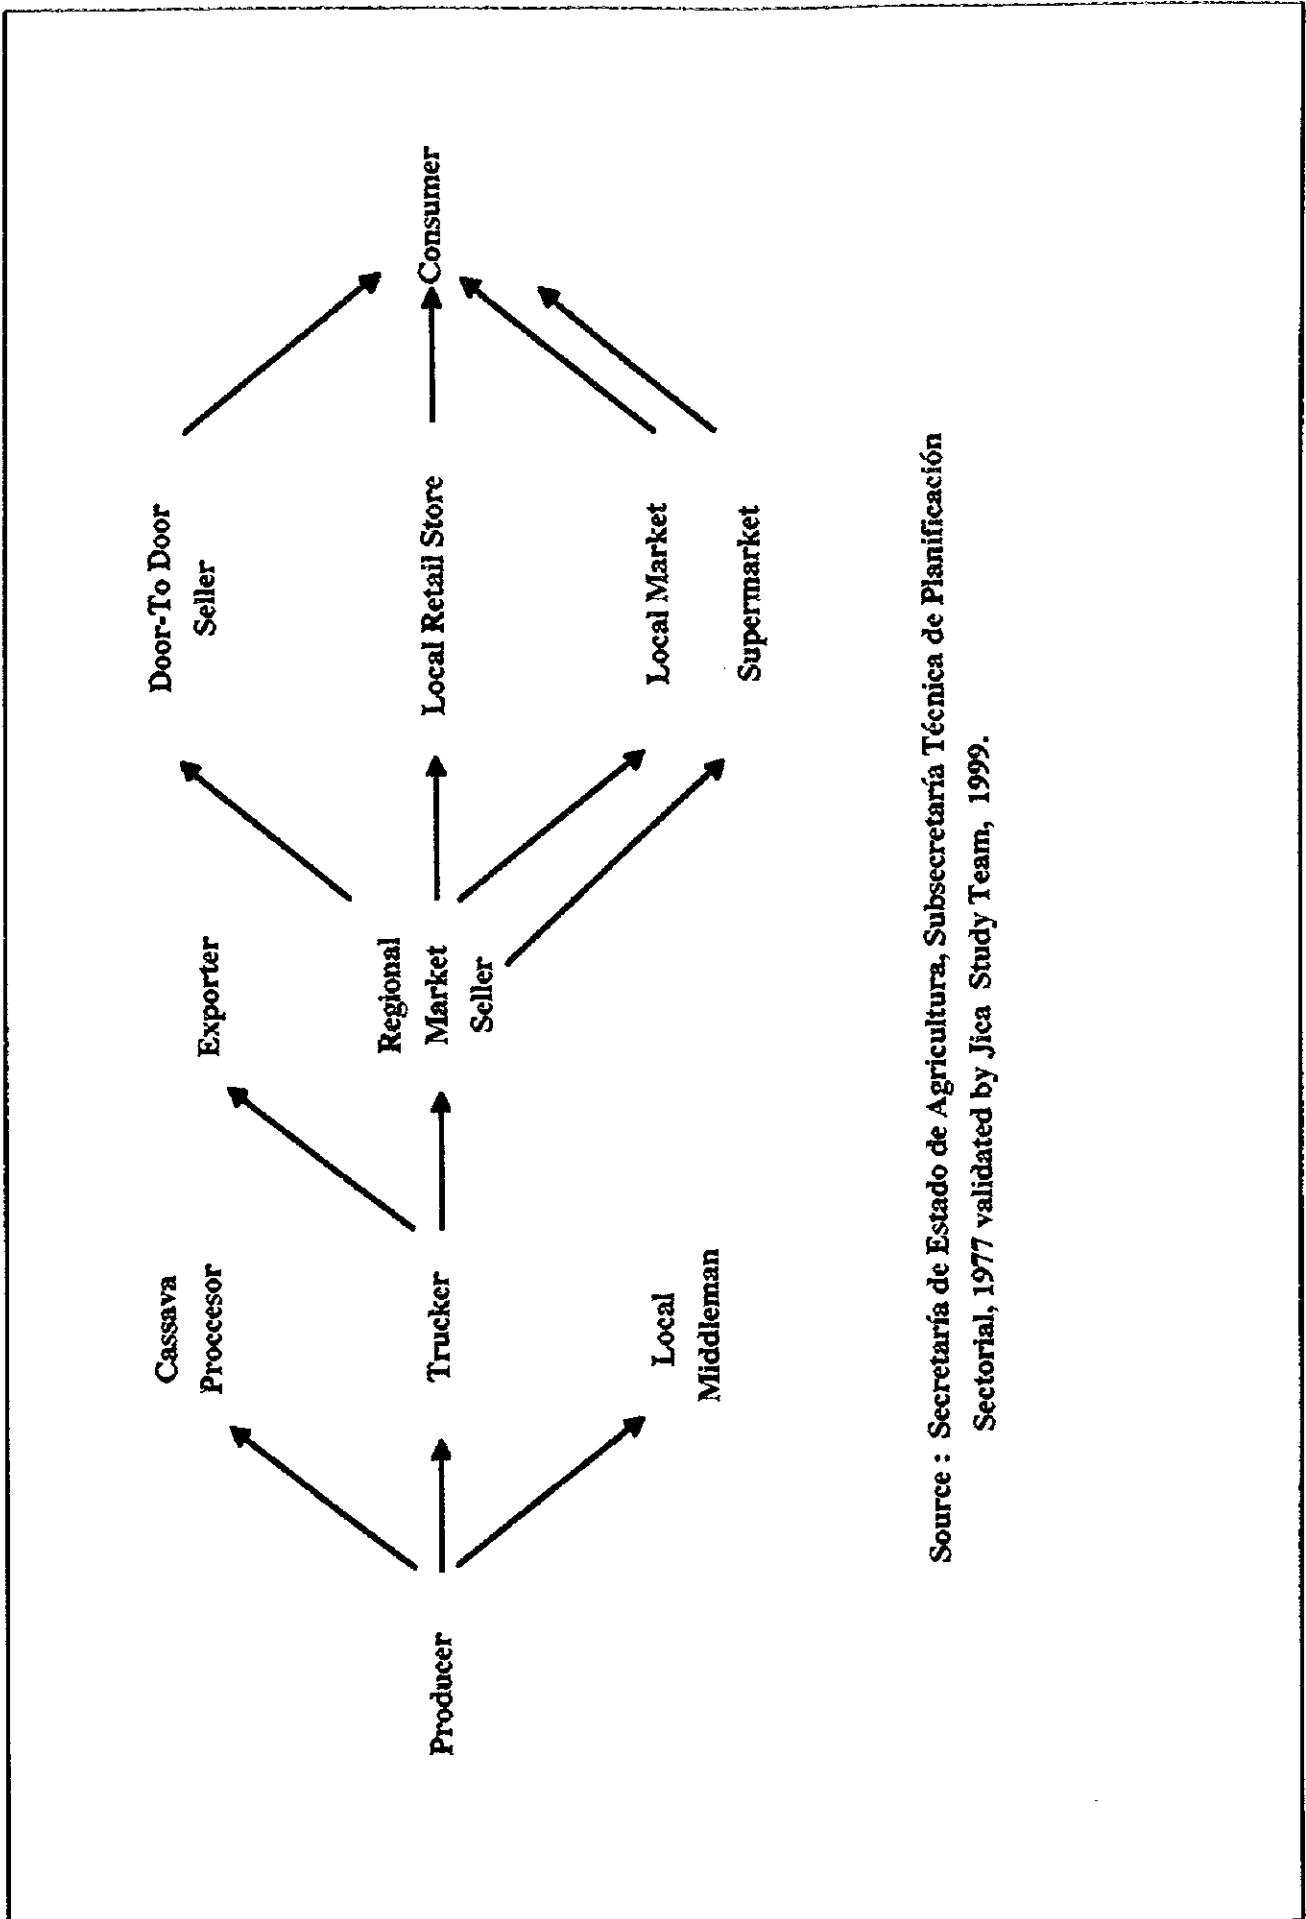 Producer
Cassava
Proccesor
Trucker
Local
Middleman
Exporter
Regional
Market
Seller
Door-To Door
Seller
Local Retail Store
Local Market
Supermarket
Consumer
Source : Secretaría de Estado de Agricultura, Subsecretaría Técnica de Planificación
Sectorial, 1977 validated by Jica Study Team, 1999.